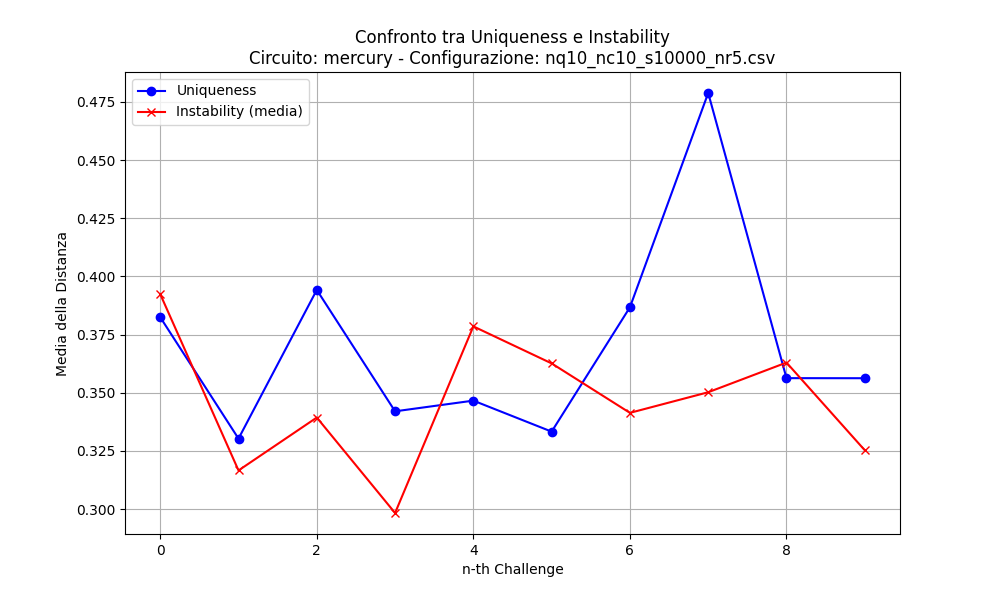 Confronto tra Uniqueness e Instability
Circuito: mercury - Configurazione: nq10_nc10_s10000_nr5.csv
Uniqueness
Instability (media)
Media della Distanza
0.475
0.450
0.425
0.400
0.375
0.350
0.325
0.300
0 2 4 6 8
n-th Challenge